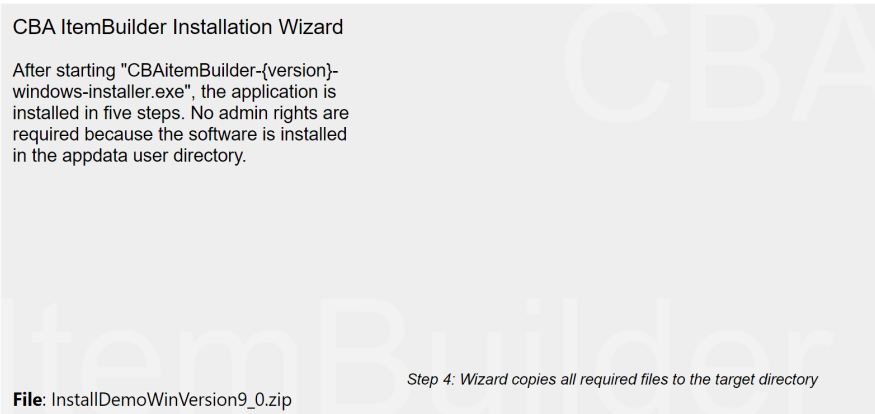 CBA ItemBuilder Installation Wizard
After starting "CBAitemBuilder-{version}-
windows-installer.exe", the application is
installed in five steps. No admin rights are
required because the software is installed
in the appdata user directory.
CBA
ItemBuilder
Step 4: Wizard copies all required files to the target directory
File: InstallDemoWinVersion9_0.zip